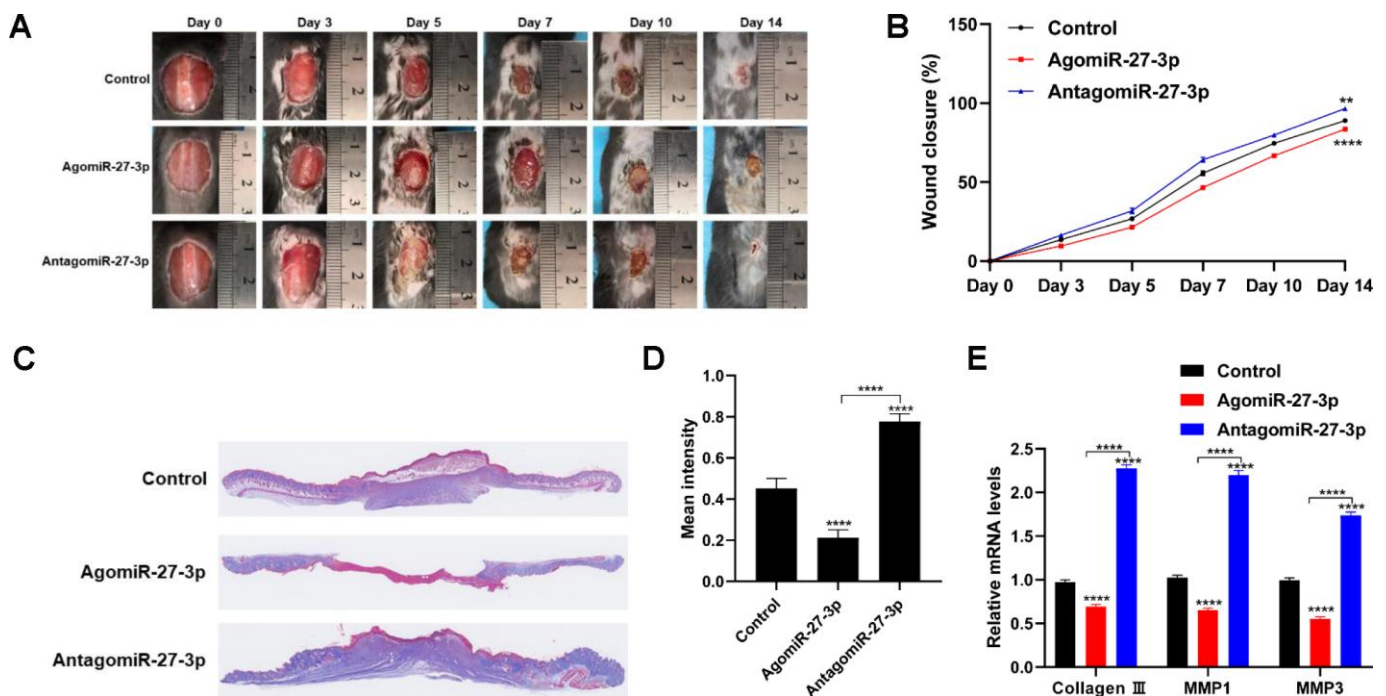 A
Day 0 Day 3 Day 5 Day 7 Day 10 Day 14
Control
AgomiR-27-3p
AntagomiR-27-3p
B
Control
AgomiR-27-3p
AntagomiR-27-3p
Wound closure (%)
150
100
50
0
**
****
Day 0 Day 3 Day 5 Day 7 Day 10 Day 14
C
Control
AgomiR-27-3p
AntagomiR-27-3p
D
Mean intensity
1.0
0.8
0.6
0.4
0.2
0.0
****
****
****
Control AgomiR-27-3p AntagomiR-27-3p
E
Control
AgomiR-27-3p
AntagomiR-27-3p
Relative mRNA levels
2.5
2.0
1.5
1.0
0.5
0.0
**** **** ****
**** **** ****
**** **** ****
Collagen Ⅲ MMP1 MMP3